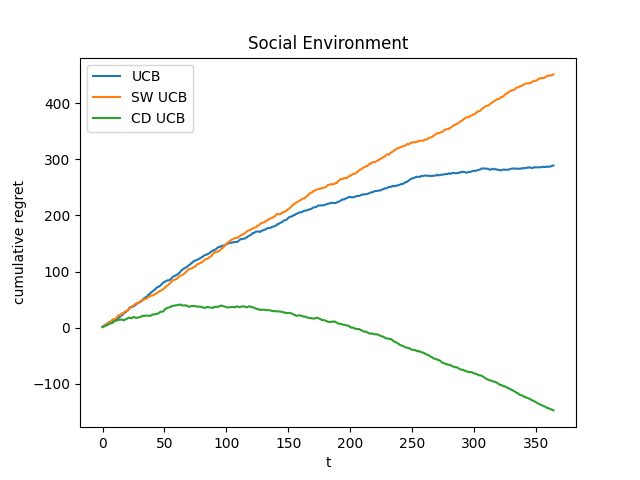 Social Environment
UCB
SW UCB
CD UCB
cumulative regret
400
300
200
100
0
−100
0 50 100 150 200 250 300 350
t